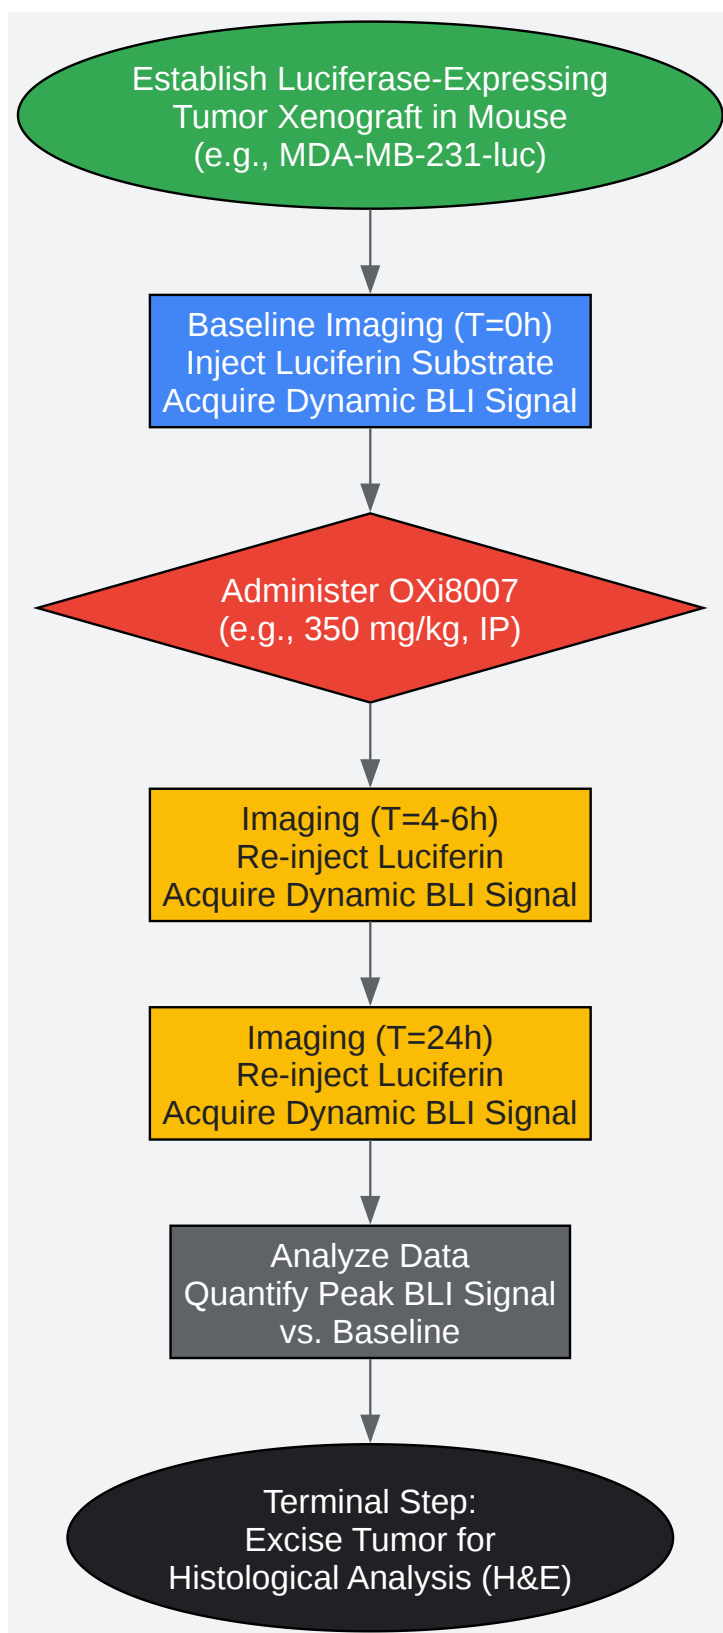 Establish Luciferase-Expressing
Tumor Xenograft in Mouse
(e.g., MDA-MB-231-luc)
Baseline Imaging (T=0h)
Inject Luciferin Substrate
Acquire Dynamic BLI Signal
Administer OXi8007
(e.g., 350 mg/kg, IP)
Imaging (T=4-6h)
Re-inject Luciferin
Acquire Dynamic BLI Signal
Imaging (T=24h)
Re-inject Luciferin
Acquire Dynamic BLI Signal
Analyze Data
Quantify Peak BLI Signal
vs. Baseline
Terminal Step:
Excise Tumor for
Histological Analysis (H&E)